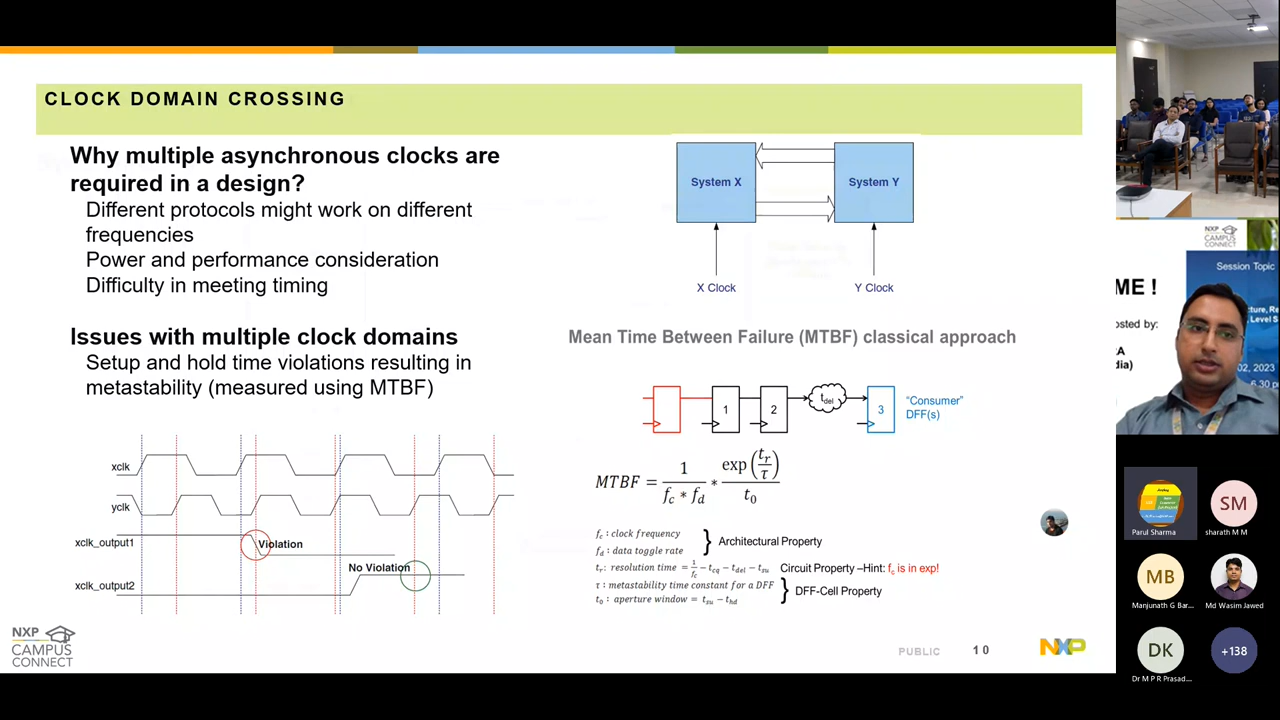 CLOCK DOMAIN CROSSING
Why multiple asynchronous clocks are
required in a design?
Different protocols might work on different
frequencies
Power and performance consideration
Difficulty in meeting timing
Issues with multiple clock domains
Setup and hold time violations resulting in
metastability (measured using MTBF)
xclk
yclk
xclk_output1
Violation
No Violation
xclk_output2
System X
System Y
X Clock
Y Clock
Mean Time Between Failure (MTBF) classical approach
1
2
t_del
3
"Consumer"
DFF(s)
MTBF = 1 / (f_c * f_d) * exp(t_r / τ) / t_0
f_c : clock frequency
f_d : data toggle rate
} Architectural Property
t_r: resolution time = 1/f_c − t_cq − t_del − t_su Circuit Property –Hint: f_c is in exp!
τ : metastability time constant for a DFF
t_0 : aperture window = t_su − t_hd
} DFF-Cell Property
NXP
CAMPUS
CONNECT
PUBLIC
10
NXP
NXP
CAMPUS
CONNECT
Session Topic
ME !
osted by:
02, 2023
Parul Sharma
SM
sharath M M
MB
Manjunath G Bar...
Md Wasim Jawed
DK
Dr M P R Prasad...
+138